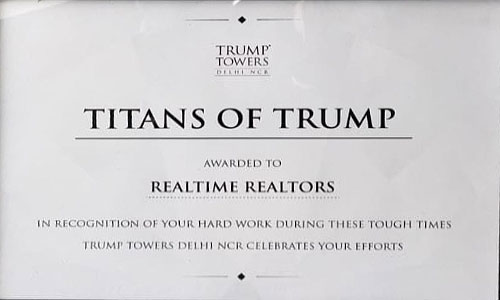 TRUMP
TOWERS
DELHI NCR
TITANS OF TRUMP
AWARDED TO
REALTIME REALTORS
IN RECOGNITION OF YOUR HARD WORK DURING THESE TOUGH TIMES
TRUMP TOWERS DELHI NCR CELEBRATES YOUR EFFORTS